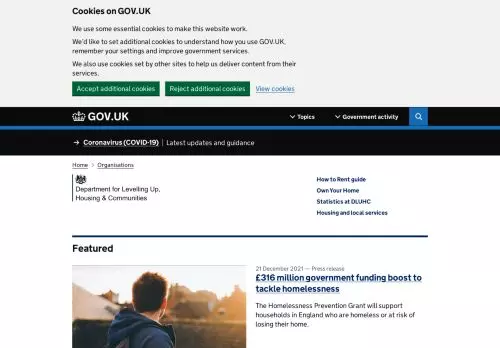 Cookies on GOV.UK
We use some essential cookies to make this website work.
We'd like to set additional cookies to understand how you use GOV.UK,
remember your settings and improve government services.
We also use cookies set by other sites to help us deliver content from their
services.
Accept additional cookies
Reject additional cookies
View cookies
GOV.UK
Topics
Government activity
→ Coronavirus (COVID-19) | Latest updates and guidance
Home > Organisations
Department for Levelling Up,
Housing & Communities
How to Rent guide
Own Your Home
Statistics at DLUHC
Housing and local services
Featured
21 December 2021 — Press release
£316 million government funding boost to
tackle homelessness
The Homelessness Prevention Grant will support
households in England who are homeless or at risk of
losing their home.